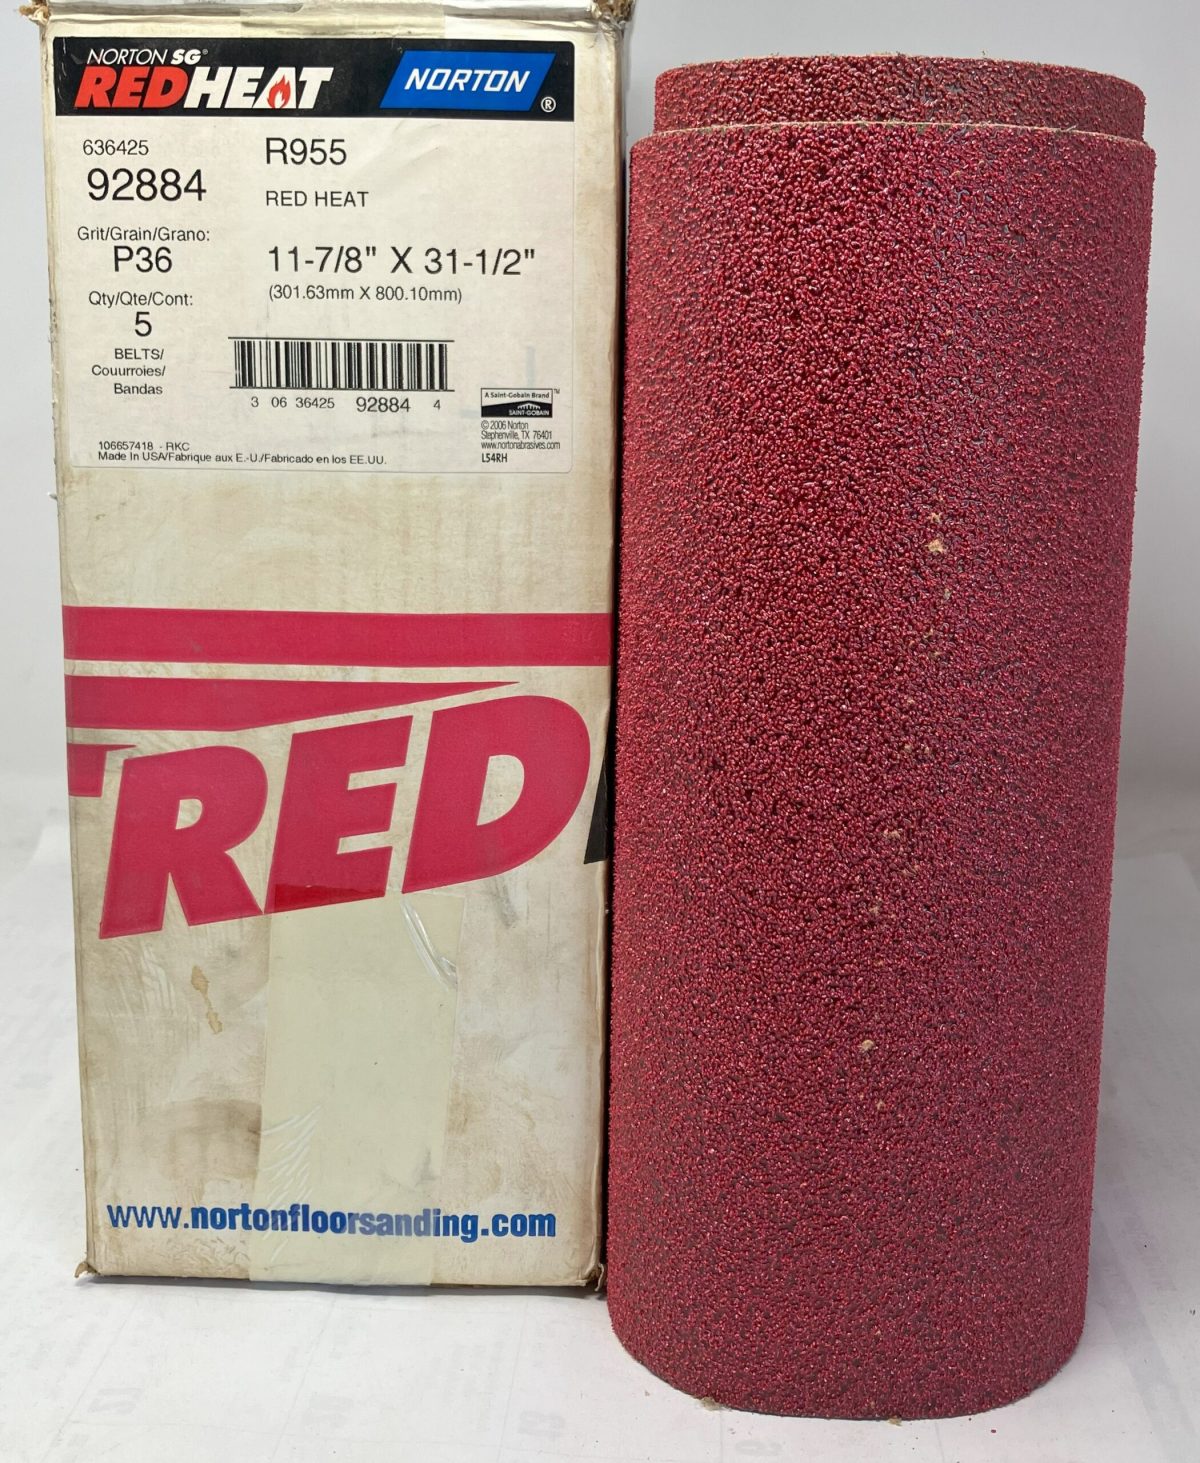 NORTON SG®
REDHEAT
NORTON ®
636425
92884
R955
RED HEAT
Grit/Grain/Grano:
P36
11-7/8" X 31-1/2"
(301.63mm X 800.10mm)
Qty/Qte/Cont:
5
BELTS/
Couurroies/
Bandas
3 06 36425 92884 4
A Saint-Gobain Brand ™
SAINT-GOBAIN
© 2006 Norton
Stephenville, TX 76401
www.nortonabrasives.com
L54RH
106657418 - RKC
Made In USA/Fabrique aux E.-U./Fabricado en los EE.UU.
RED
www.nortonfloorsanding.com